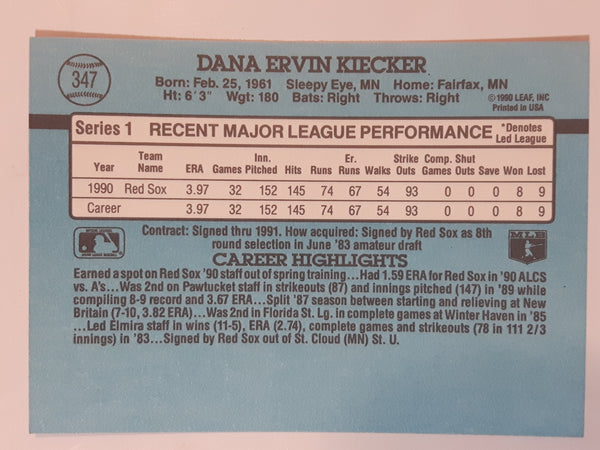 347
DANA ERVIN KIECKER
Born: Feb. 25, 1961 Sleepy Eye, MN Home: Fairfax, MN
Ht: 6'3" Wgt: 180 Bats: Right Throws: Right
©1990 LEAF, INC
Printed in USA
Series 1 RECENT MAJOR LEAGUE PERFORMANCE *Denotes
Led League
Team Inn. Er. Strike Comp. Shut
Year Name ERA Games Pitched Hits Runs Runs Walks Outs Games Outs Save Won Lost
1990 Red Sox 3.97 32 152 145 74 67 54 93 0 0 0 8 9
Career 3.97 32 152 145 74 67 54 93 0 0 0 8 9
Contract: Signed thru 1991. How acquired: Signed by Red Sox as 8th
round selection in June '83 amateur draft
MLB
CAREER HIGHLIGHTS
Earned a spot on Red Sox '90 staff out of spring training...Had 1.59 ERA for Red Sox in '90 ALCS
vs. A's...Was 2nd on Pawtucket staff in strikeouts (87) and innings pitched (147) in '89 while
compiling 8-9 record and 3.67 ERA...Split '87 season between starting and relieving at New
Britain (7-10, 3.82 ERA)...Was 2nd in Florida St. Lg. in complete games at Winter Haven in '85
...Led Elmira staff in wins (11-5), ERA (2.74), complete games and strikeouts (78 in 111 2/3
innings) in '83...Signed by Red Sox out of St. Cloud (MN) St. U.